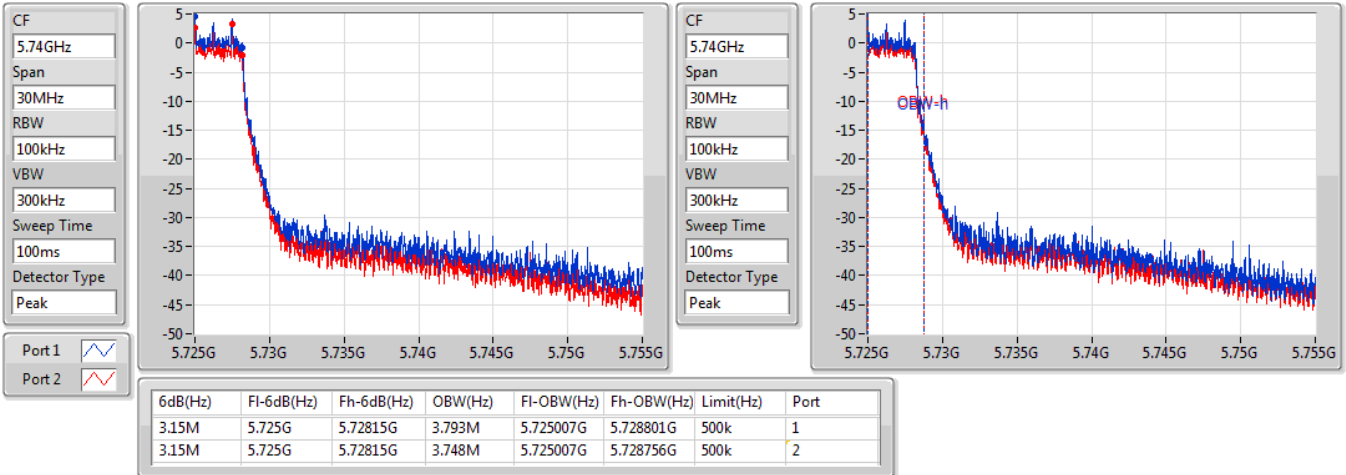 CF
5.74GHz
Span
30MHz
RBW
100kHz
VBW
300kHz
Sweep Time
100ms
Detector Type
Peak
5
0
-5
-10
-15
-20
-25
-30
-35
-40
-45
-50
5.725G 5.73G 5.735G 5.74G 5.745G 5.75G 5.755G
CF
5.74GHz
Span
30MHz
RBW
100kHz
VBW
300kHz
Sweep Time
100ms
Detector Type
Peak
5
0
-5
-10
-15
-20
-25
-30
-35
-40
-45
-50
OBW-h
5.725G 5.73G 5.735G 5.74G 5.745G 5.75G 5.755G
Port 1
Port 2
6dB(Hz) Fl-6dB(Hz) Fh-6dB(Hz) OBW(Hz) Fl-OBW(Hz) Fh-OBW(Hz) Limit(Hz) Port
3.15M 5.725G 5.72815G 3.793M 5.725007G 5.728801G 500k 1
3.15M 5.725G 5.72815G 3.748M 5.725007G 5.728756G 500k 2